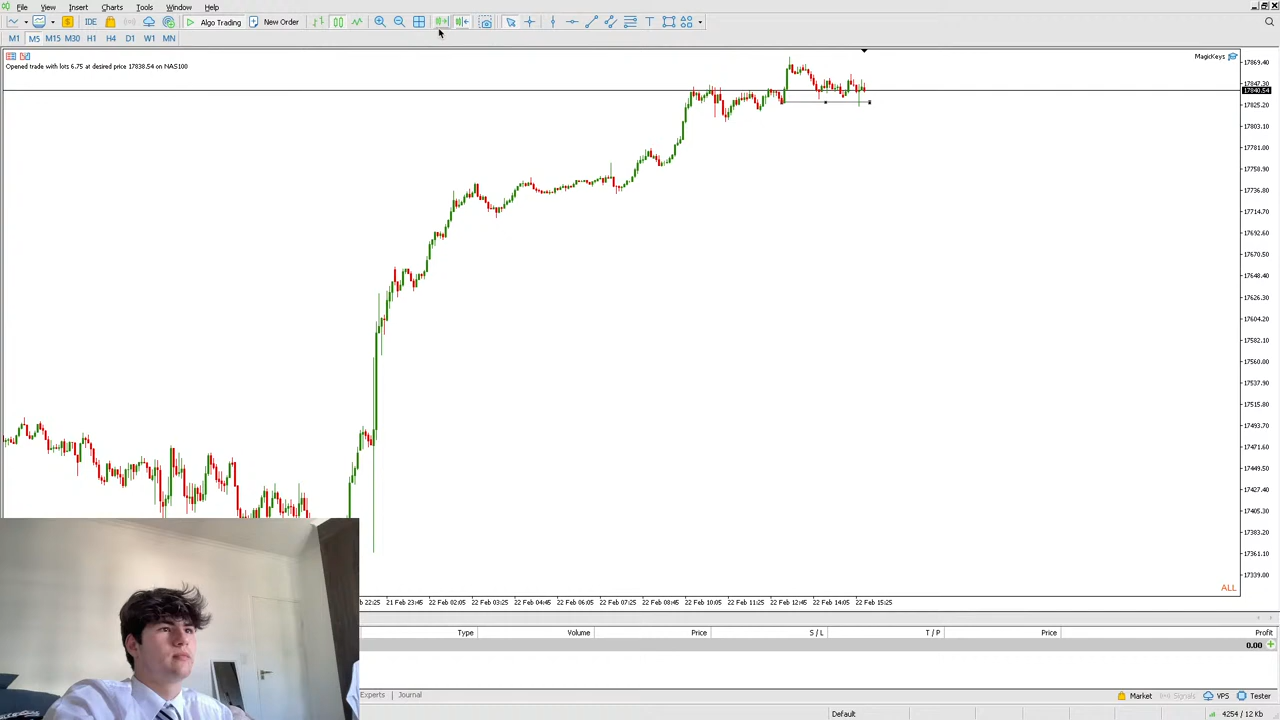 File View Insert Charts Tools Window Help
IDE Algo Trading New Order
M1 M5 M15 M30 H1 H4 D1 W1 MN
Opened trade with lots 6.75 at desired price 17838.54 on NAS100
MagicKeys
17869.40
17847.30
17840.54
17825.20
17803.10
17781.00
17758.90
17736.80
17714.70
17692.60
17670.50
17648.40
17626.30
17604.20
17582.10
17560.00
17537.90
17515.80
17493.70
17471.60
17449.50
17427.40
17405.30
17383.20
17361.10
17339.00
ALL
22:25 21 Feb 23:45 22 Feb 02:05 22 Feb 03:25 22 Feb 04:45 22 Feb 06:05 22 Feb 07:25 22 Feb 08:45 22 Feb 10:05 22 Feb 11:25 22 Feb 12:45 22 Feb 14:05 22 Feb 15:25
Type Volume Price S / L T / P Price Profit
0.00
Experts Journal
Market Signals VPS Tester
Default 4254 / 12 Kb